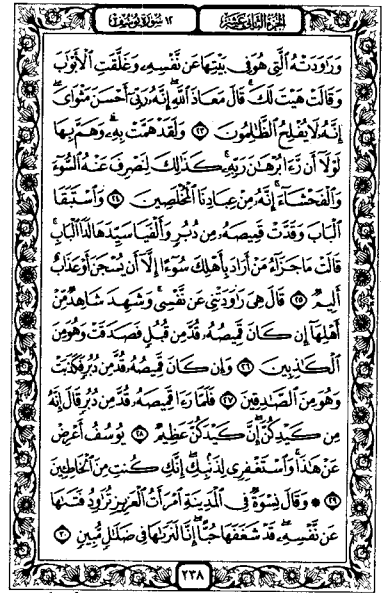 الجزء الثاني عشر ١٢ سورة يوسف
وَرَٰوَدَتْهُ ٱلَّتِى هُوَ فِى بَيْتِهَا عَن نَّفْسِهِۦ وَغَلَّقَتِ ٱلْأَبْوَٰبَ
وَقَالَتْ هَيْتَ لَكَ ۚ قَالَ مَعَاذَ ٱللَّهِ ۖ إِنَّهُۥ رَبِّىٓ أَحْسَنَ مَثْوَاىَ ۖ
إِنَّهُۥ لَا يُفْلِحُ ٱلظَّٰلِمُونَ ٢٣ وَلَقَدْ هَمَّتْ بِهِۦ ۖ وَهَمَّ بِهَا
لَوْلَآ أَن رَّءَا بُرْهَٰنَ رَبِّهِۦ ۚ كَذَٰلِكَ لِنَصْرِفَ عَنْهُ ٱلسُّوٓءَ
وَٱلْفَحْشَآءَ ۚ إِنَّهُۥ مِنْ عِبَادِنَا ٱلْمُخْلَصِينَ ٢٤ وَٱسْتَبَقَا
ٱلْبَابَ وَقَدَّتْ قَمِيصَهُۥ مِن دُبُرٍ وَأَلْفَيَا سَيِّدَهَا لَدَا ٱلْبَابِ ۚ
قَالَتْ مَا جَزَآءُ مَنْ أَرَادَ بِأَهْلِكَ سُوٓءًا إِلَّآ أَن يُسْجَنَ أَوْ عَذَابٌ
أَلِيمٌ ٢٥ قَالَ هِىَ رَٰوَدَتْنِى عَن نَّفْسِى ۚ وَشَهِدَ شَاهِدٌ مِّنْ
أَهْلِهَآ إِن كَانَ قَمِيصُهُۥ قُدَّ مِن قُبُلٍ فَصَدَقَتْ وَهُوَ مِنَ
ٱلْكَٰذِبِينَ ٢٦ وَإِن كَانَ قَمِيصُهُۥ قُدَّ مِن دُبُرٍ فَكَذَبَتْ
وَهُوَ مِنَ ٱلصَّٰدِقِينَ ٢٧ فَلَمَّا رَءَا قَمِيصَهُۥ قُدَّ مِن دُبُرٍ قَالَ إِنَّهُۥ
مِن كَيْدِكُنَّ ۖ إِنَّ كَيْدَكُنَّ عَظِيمٌ ٢٨ يُوسُفُ أَعْرِضْ
عَنْ هَٰذَا ۚ وَٱسْتَغْفِرِى لِذَنۢبِكِ ۖ إِنَّكِ كُنتِ مِنَ ٱلْخَاطِـِٔينَ
٢٩ ۞ وَقَالَ نِسْوَةٌ فِى ٱلْمَدِينَةِ ٱمْرَأَتُ ٱلْعَزِيزِ تُرَٰوِدُ فَتَىٰهَا
عَن نَّفْسِهِۦ ۖ قَدْ شَغَفَهَا حُبًّا ۖ إِنَّا لَنَرَىٰهَا فِى ضَلَٰلٍ مُّبِينٍ ٣٠
٢٣٨